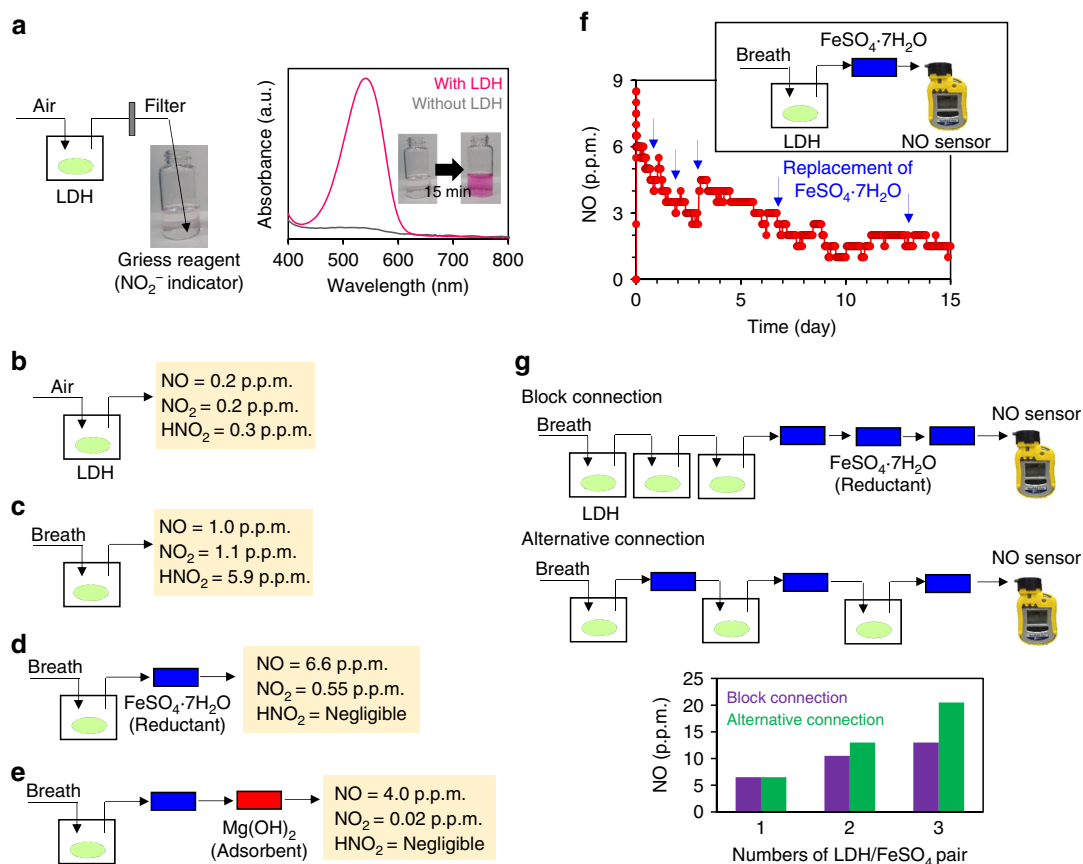 a
Air
Filter
LDH
Griess reagent
(NO₂⁻ indicator)
Absorbance (a.u.)
With LDH
Without LDH
15 min
400
500
600
700
800
Wavelength (nm)
b
Air
LDH
NO = 0.2 p.p.m.
NO₂ = 0.2 p.p.m.
HNO₂ = 0.3 p.p.m.
c
Breath
NO = 1.0 p.p.m.
NO₂ = 1.1 p.p.m.
HNO₂ = 5.9 p.p.m.
d
Breath
FeSO₄·7H₂O
(Reductant)
NO = 6.6 p.p.m.
NO₂ = 0.55 p.p.m.
HNO₂ = Negligible
e
Breath
Mg(OH)₂
(Adsorbent)
NO = 4.0 p.p.m.
NO₂ = 0.02 p.p.m.
HNO₂ = Negligible
f
FeSO₄·7H₂O
Breath
LDH
NO sensor
Replacement of
FeSO₄·7H₂O
NO (p.p.m.)
9
6
3
0
0
5
10
15
Time (day)
g
Block connection
Breath
NO sensor
FeSO₄·7H₂O
(Reductant)
LDH
Alternative connection
Breath
NO sensor
Block connection
Alternative connection
NO (p.p.m.)
25
20
15
10
5
0
1
2
3
Numbers of LDH/FeSO₄ pair